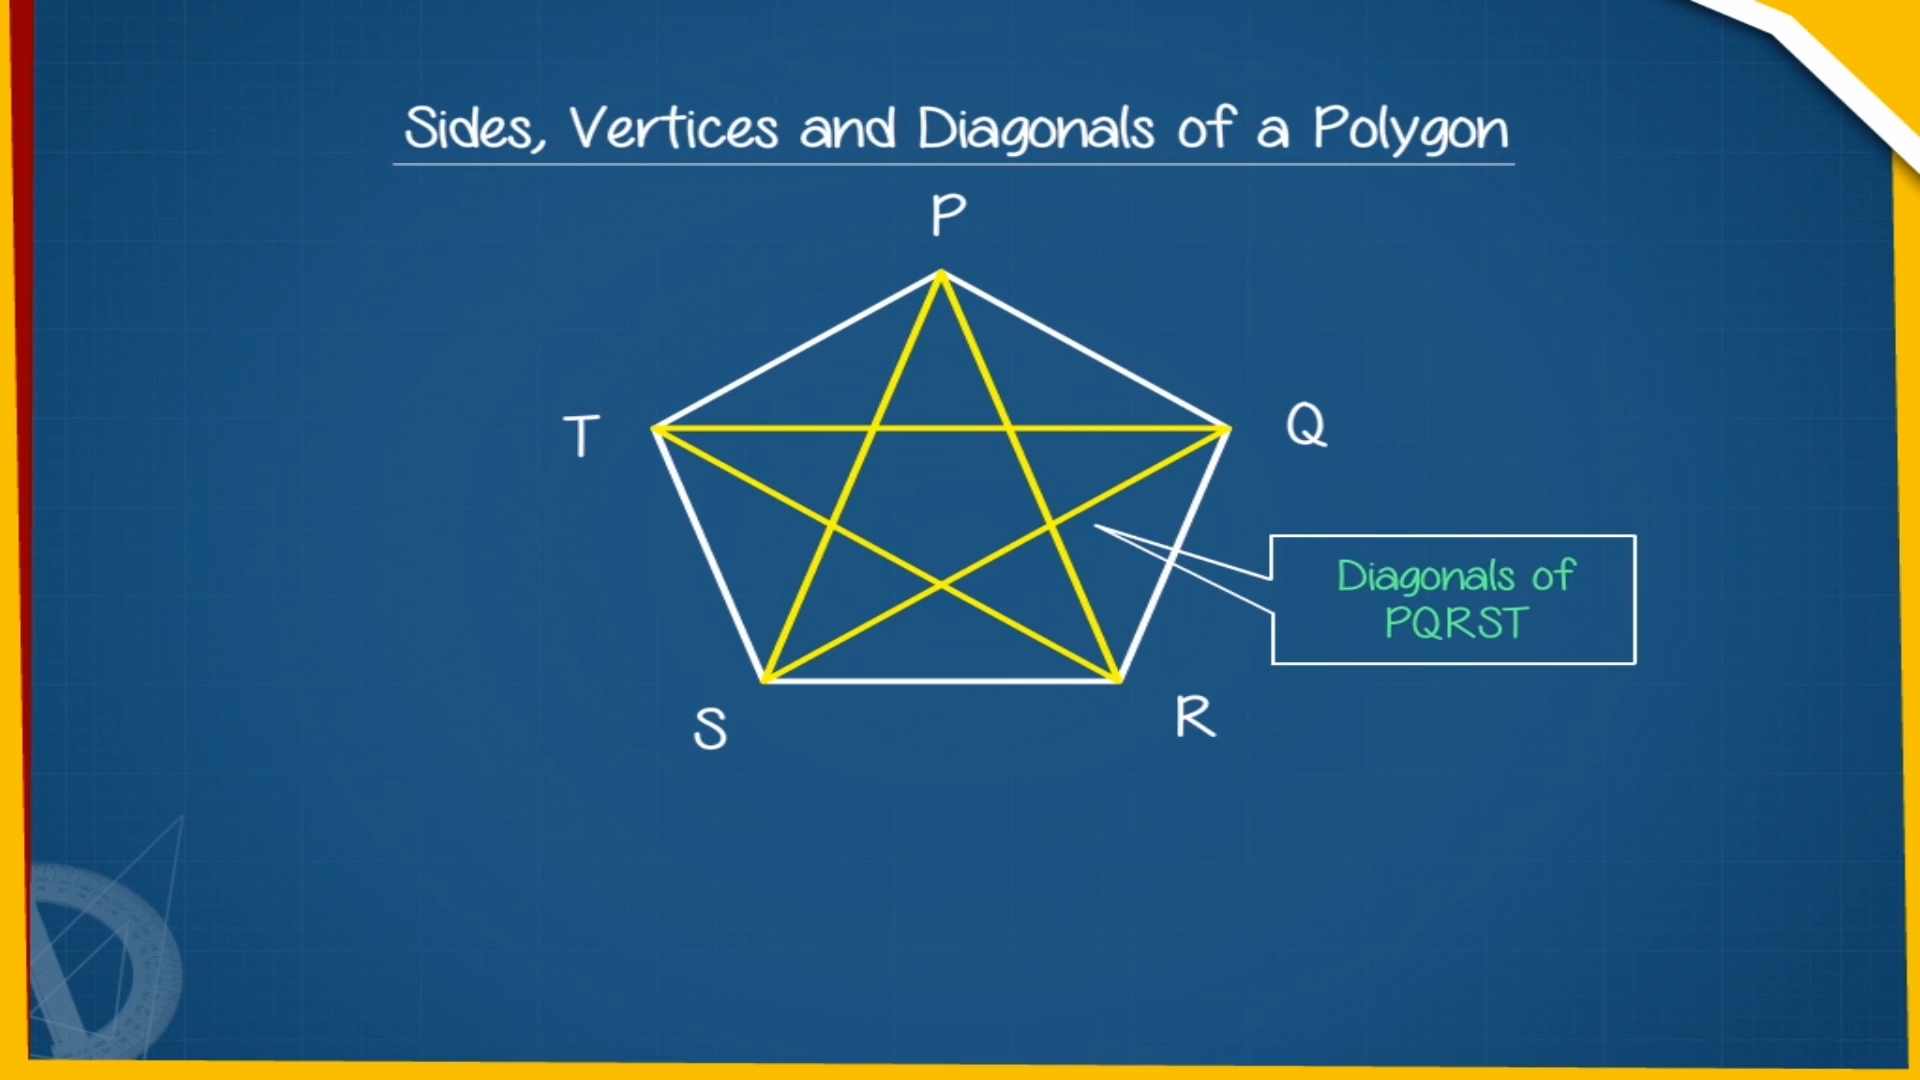 Sides, Vertices and Diagonals of a Polygon
P
T
Q
Diagonals of
PQRST
S
R